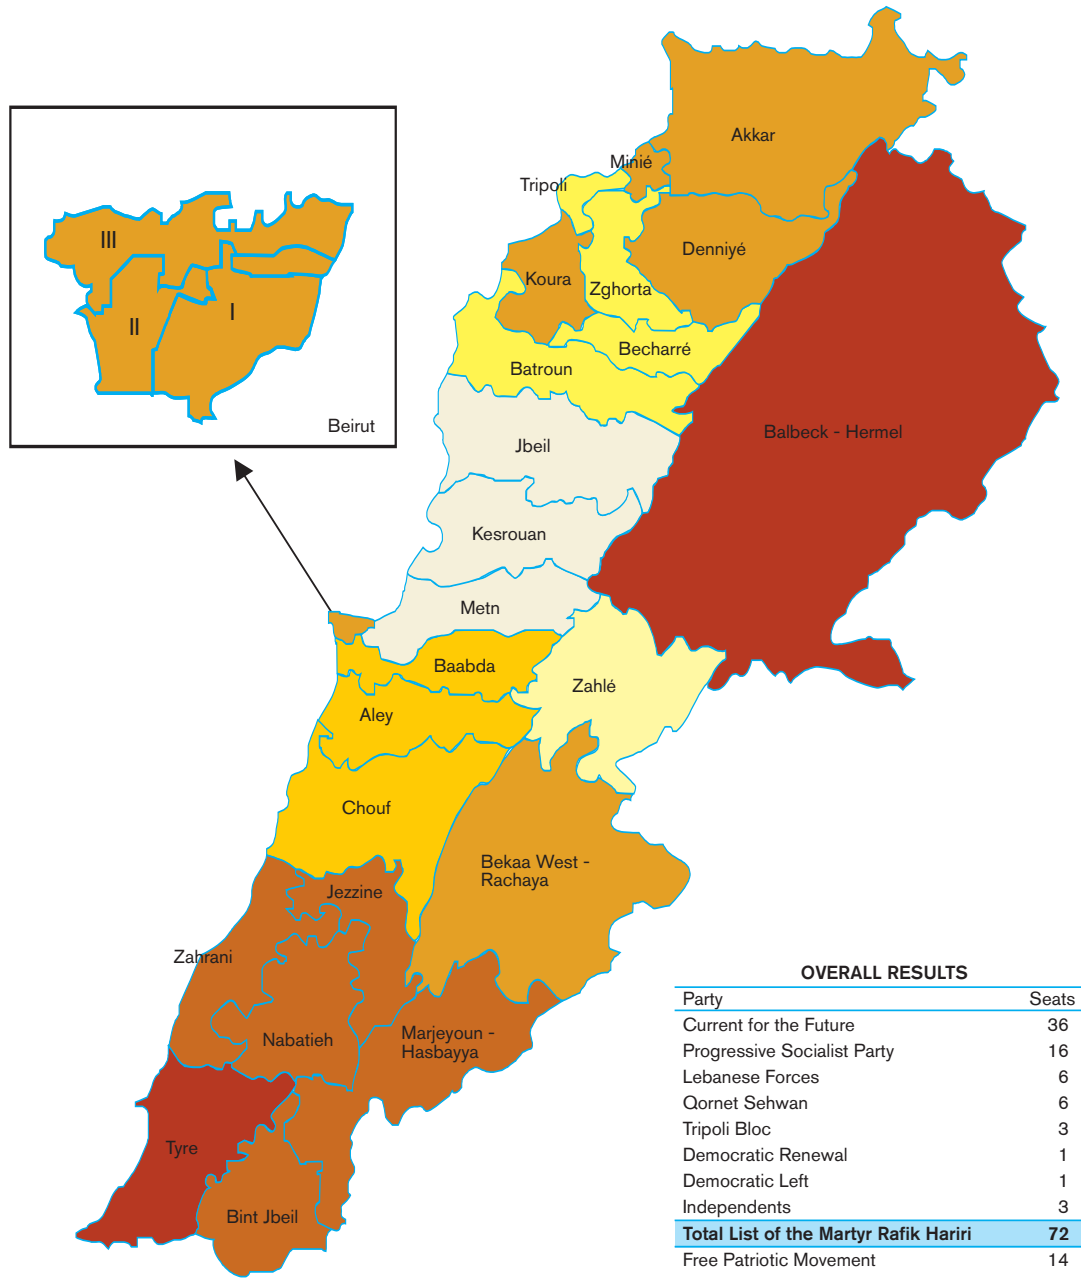 Akkar
Minié
Tripoli
III
Denniyé
Koura
Zghorta
I
II
Becharré
Batroun
Beirut
Balbeck - Hermel
Jbeil
Kesrouan
Metn
Baabda
Zahlé
Aley
Chouf
Bekaa West -
Rachaya
Jezzine
Zahrani
Nabatieh
Marjeyoun -
Hasbayya
Tyre
Bint Jbeil
OVERALL RESULTS
Party Seats
Current for the Future 36
Progressive Socialist Party 16
Lebanese Forces 6
Qornet Sehwan 6
Tripoli Bloc 3
Democratic Renewal 1
Democratic Left 1
Independents 3
Total List of the Martyr Rafik Hariri 72
Free Patriotic Movement 14